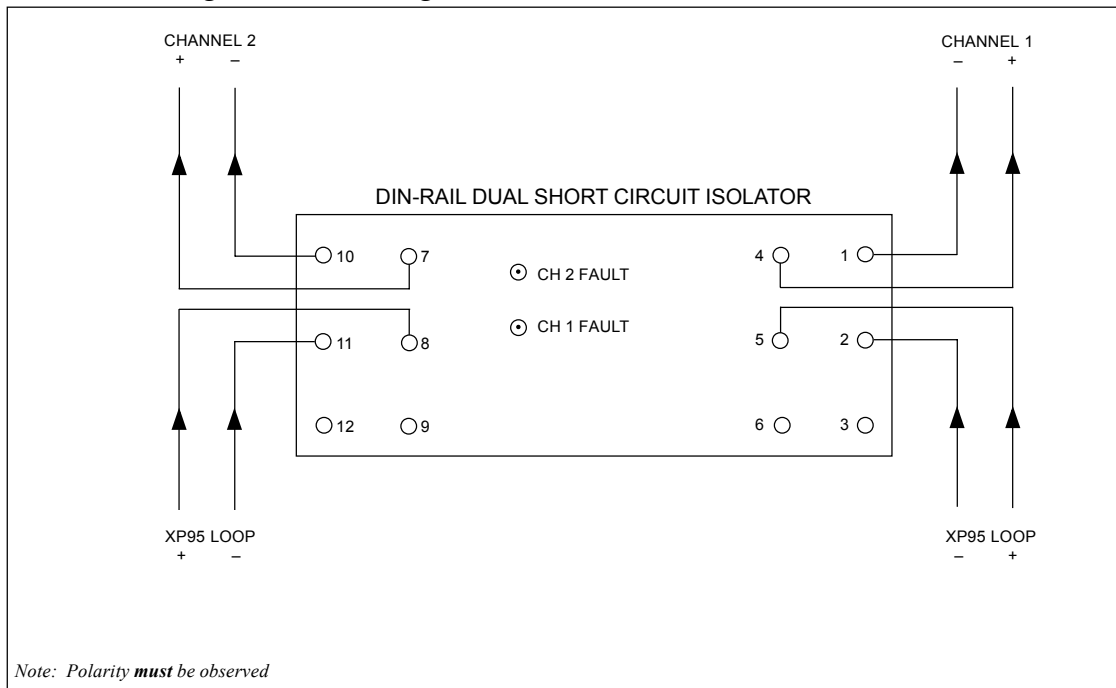 CHANNEL 2
+ –
CHANNEL 1
– +
DIN-RAIL DUAL SHORT CIRCUIT ISOLATOR
10 7 4 1
CH 2 FAULT
CH 1 FAULT
11 8 5 2
12 9 6 3
XP95 LOOP
+ –
XP95 LOOP
– +
Note: Polarity must be observed